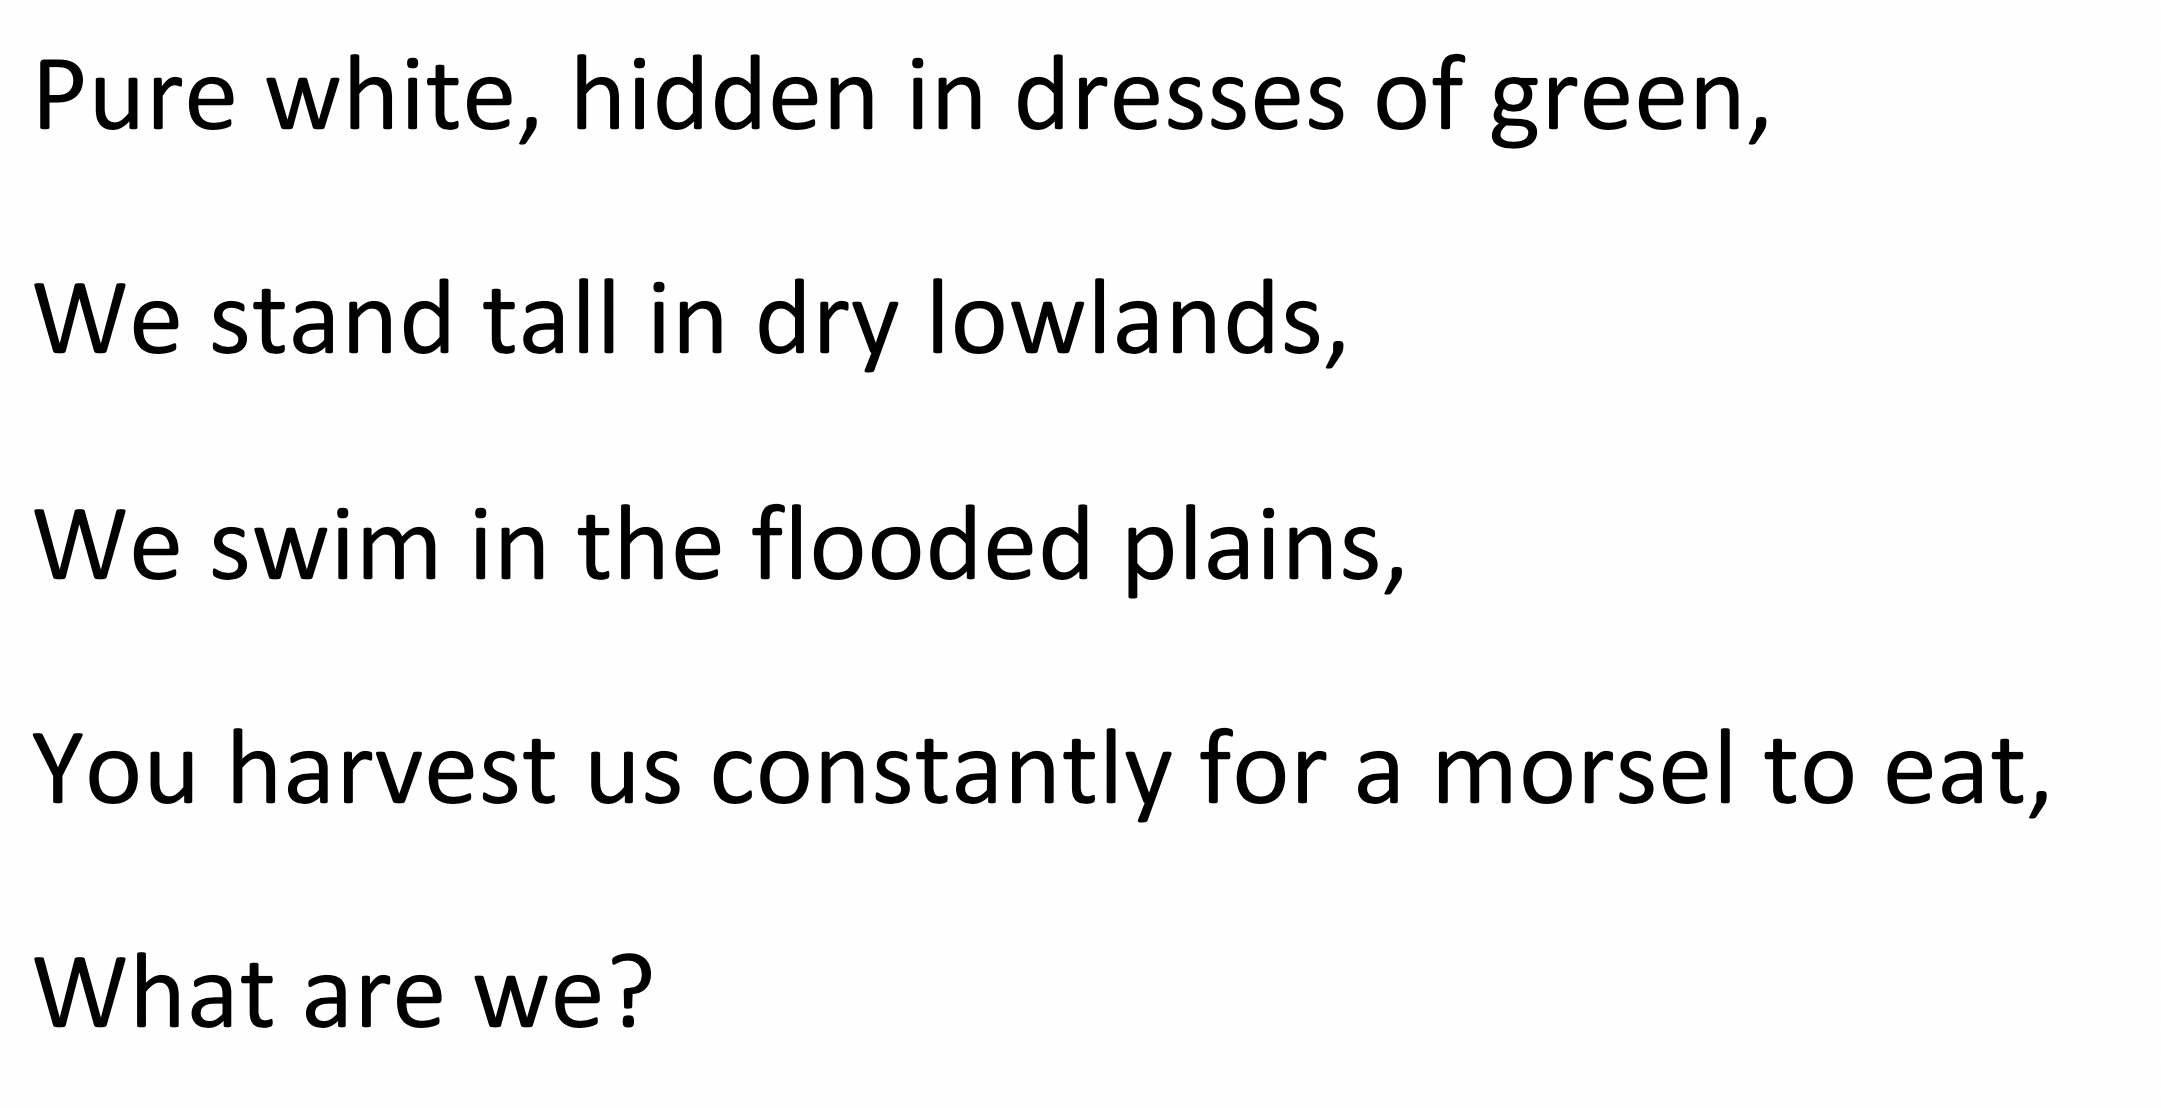 Pure white, hidden in dresses of green,
We stand tall in dry lowlands,
We swim in the flooded plains,
You harvest us constantly for a morsel to eat,
What are we?